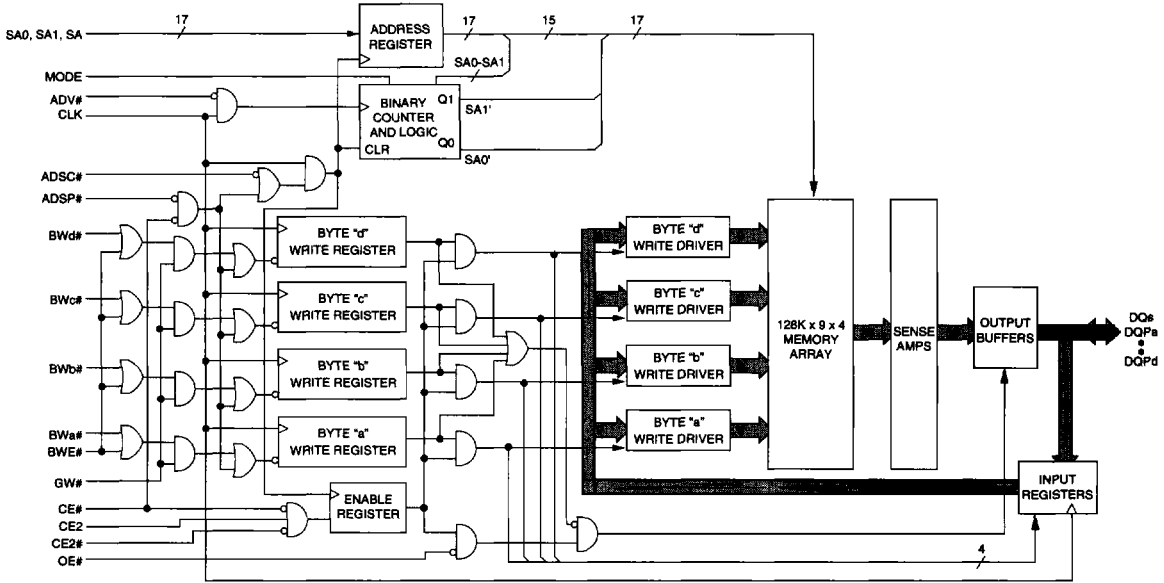 SA0, SA1, SA
17
ADDRESS
REGISTER
17
15
17
SA0-SA1
MODE
ADV#
CLK
BINARY
COUNTER
AND LOGIC
CLR
Q1
Q0
SA1'
SA0'
ADSC#
ADSP#
BWd#
BYTE "d"
WRITE REGISTER
BYTE "d"
WRITE DRIVER
BWc#
BYTE "c"
WRITE REGISTER
BYTE "c"
WRITE DRIVER
128K x 9 x 4
MEMORY
ARRAY
SENSE
AMPS
OUTPUT
BUFFERS
DQs
DQPa
DQPd
BWb#
BYTE "b"
WRITE REGISTER
BYTE "b"
WRITE DRIVER
BWa#
BWE#
BYTE "a"
WRITE REGISTER
BYTE "a"
WRITE DRIVER
GW#
CE#
CE2
CE2#
OE#
ENABLE
REGISTER
INPUT
REGISTERS
4